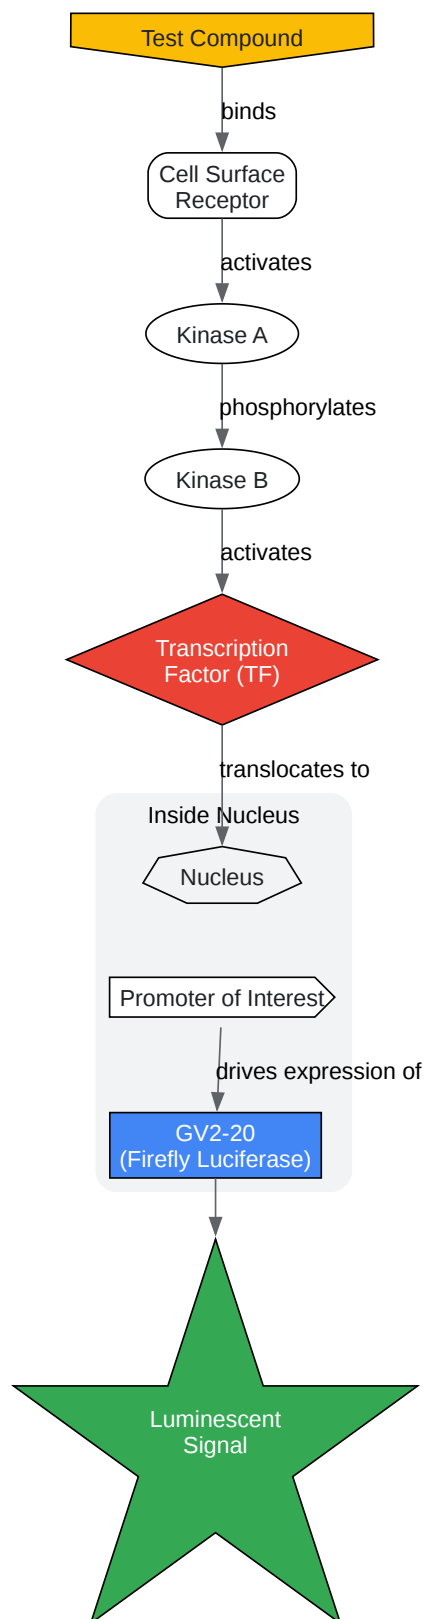 Test Compound
binds
Cell Surface
Receptor
activates
Kinase A
phosphorylates
Kinase B
activates
Transcription
Factor (TF)
translocates to
Inside Nucleus
Nucleus
Promoter of Interest
drives expression of
GV2-20
(Firefly Luciferase)
Luminescent
Signal